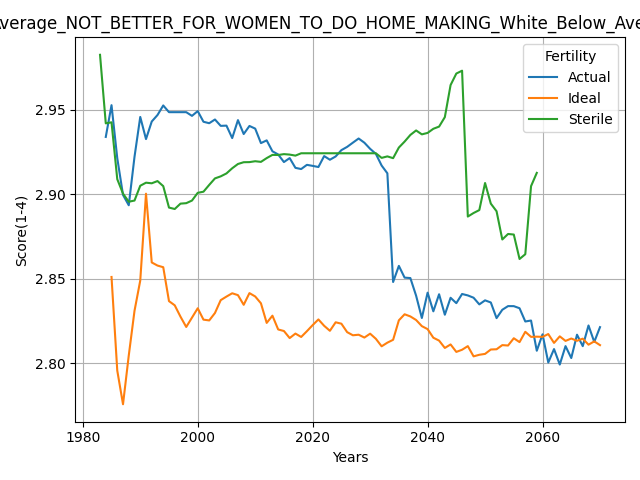 verage_NOT_BETTER_FOR_WOMEN_TO_DO_HOME_MAKING_White_Below_Ave
Fertility
Actual
Ideal
Sterile
Score(1-4)
2.95
2.90
2.85
2.80
1980 2000 2020 2040 2060
Years